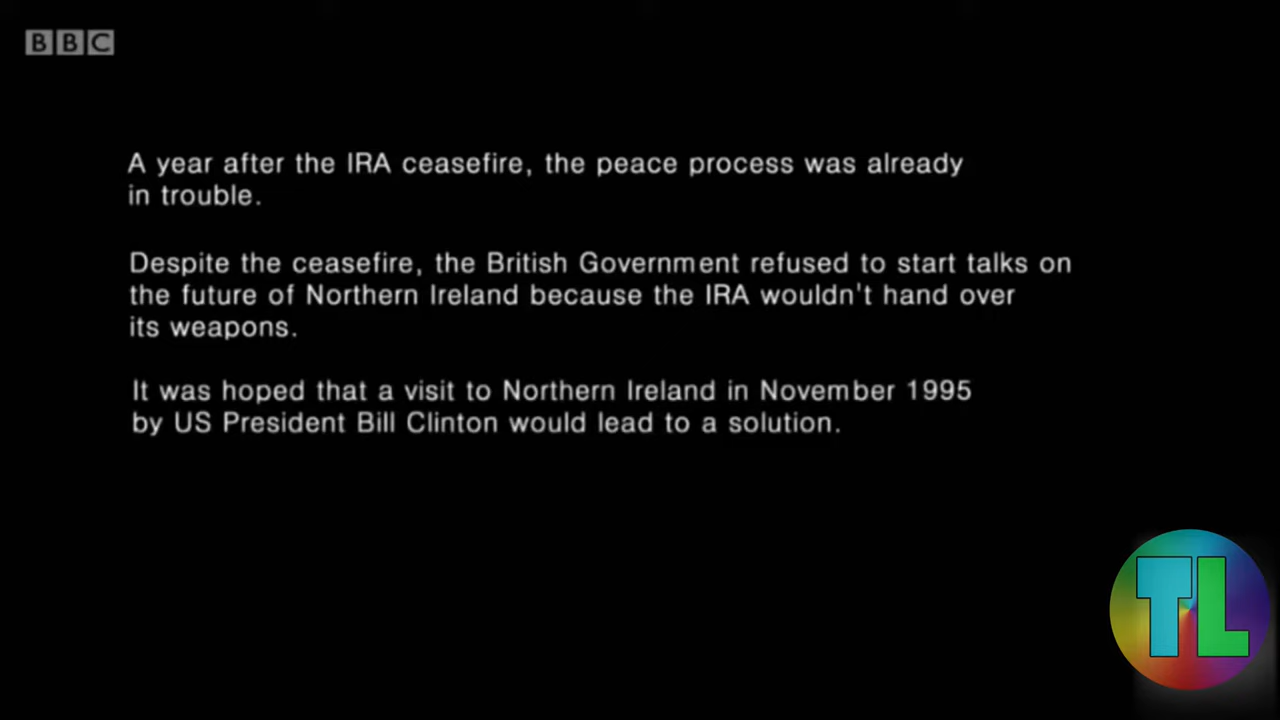 BBC
A year after the IRA ceasefire, the peace process was already
in trouble.
Despite the ceasefire, the British Government refused to start talks on
the future of Northern Ireland because the IRA wouldn't hand over
its weapons.
It was hoped that a visit to Northern Ireland in November 1995
by US President Bill Clinton would lead to a solution.
TL